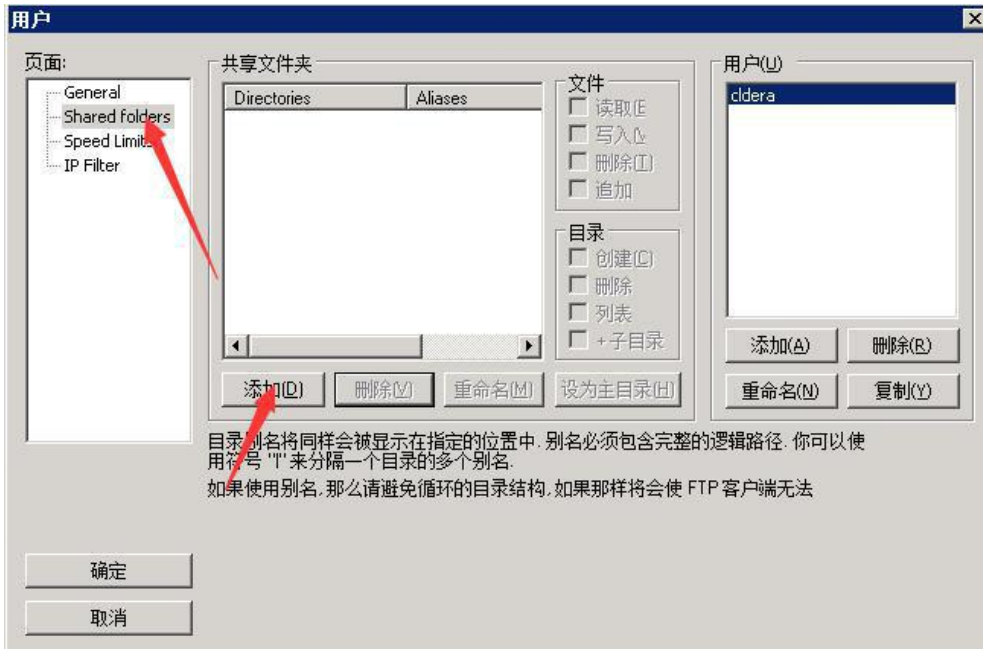 用户
页面:
General
Shared folders
Speed Limits
IP Filter
共享文件夹
Directories
Aliases
文件
读取(E
写入(
删除(T)
追加
目录
创建(C)
删除
列表
+子目录
添加(D)
删除(V)
重命名(M)
设为主目录(H)
用户(U)
cldera
添加(A)
删除(R)
重命名(N)
复制(Y)
目录别名将同样会被显示在指定的位置中. 别名必须包含完整的逻辑路径. 你可以使
用符号 "|" 来分隔一个目录的多个别名.
如果使用别名, 那么请避免循环的目录结构, 如果那样将会使 FTP 客户端无法
确定
取消